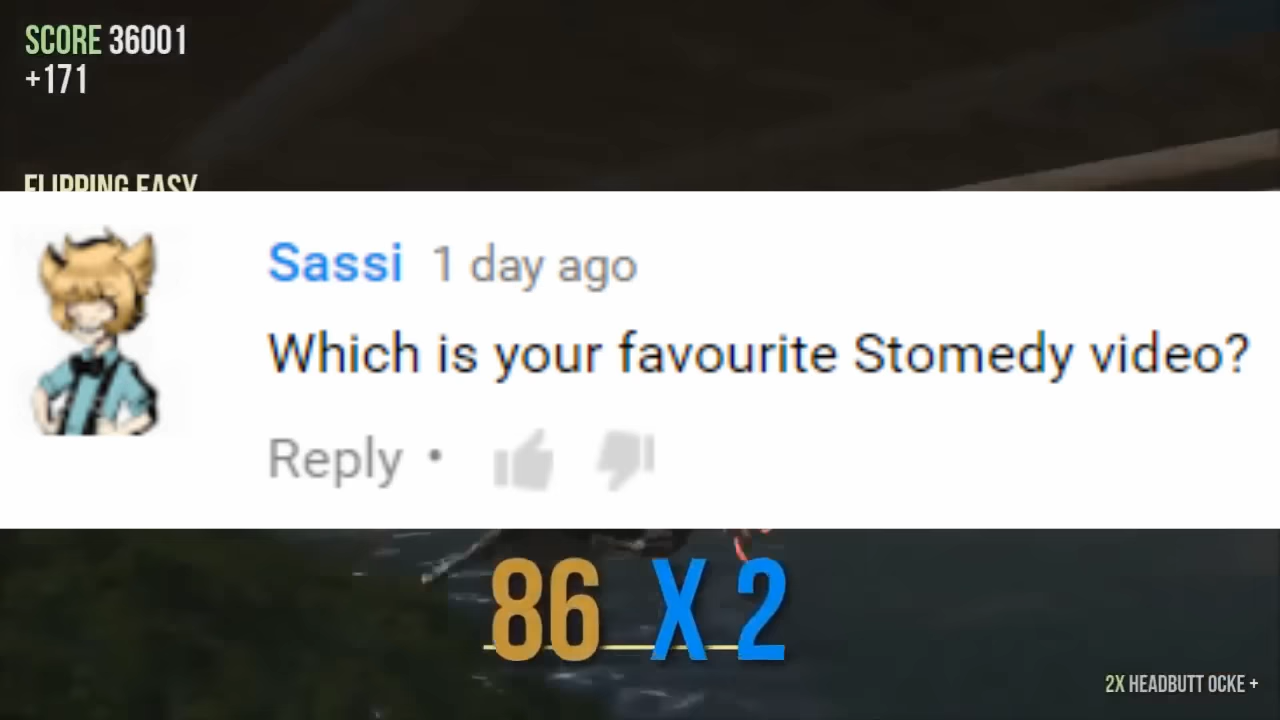 SCORE 36001
+171
FLIPPING EASY
Sassi 1 day ago
Which is your favourite Stomedy video?
Reply •
86 X 2
2X HEADBUTT OCKE +